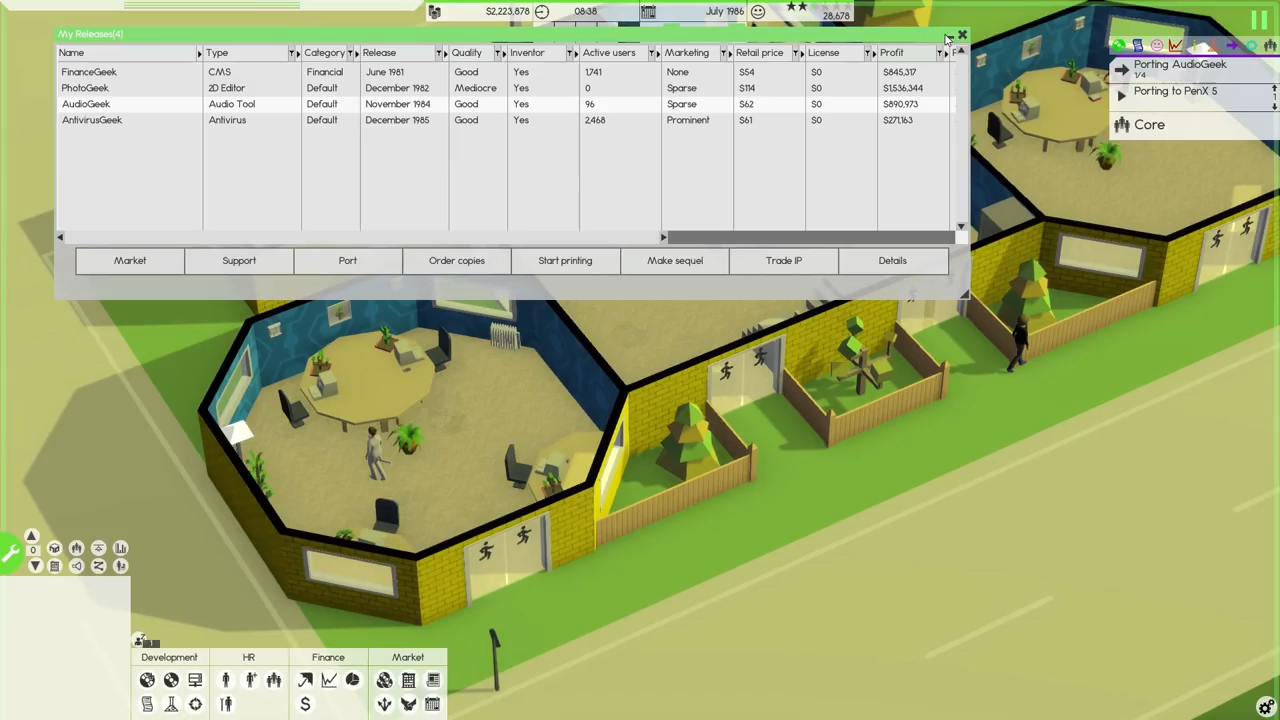 $2,223,878 08:38 July 1986 28,678
My Releases(4)
Name Type Category Release Quality Inventor Active users Marketing Retail price License Profit
FinanceGeek CMS Financial June 1981 Good Yes 1,741 None $54 $0 $845,317
PhotoGeek 2D Editor Default December 1982 Mediocre Yes 0 Sparse $114 $0 $1,536,344
AudioGeek Audio Tool Default November 1984 Good Yes 96 Sparse $62 $0 $890,973
AntivirusGeek Antivirus Default December 1985 Good Yes 2,468 Prominent $61 $0 $271,163
Market Support Port Order copies Start printing Make sequel Trade IP Details
Porting AudioGeek
1/4
Porting to PenX 5
1
Core
0
Development HR Finance Market